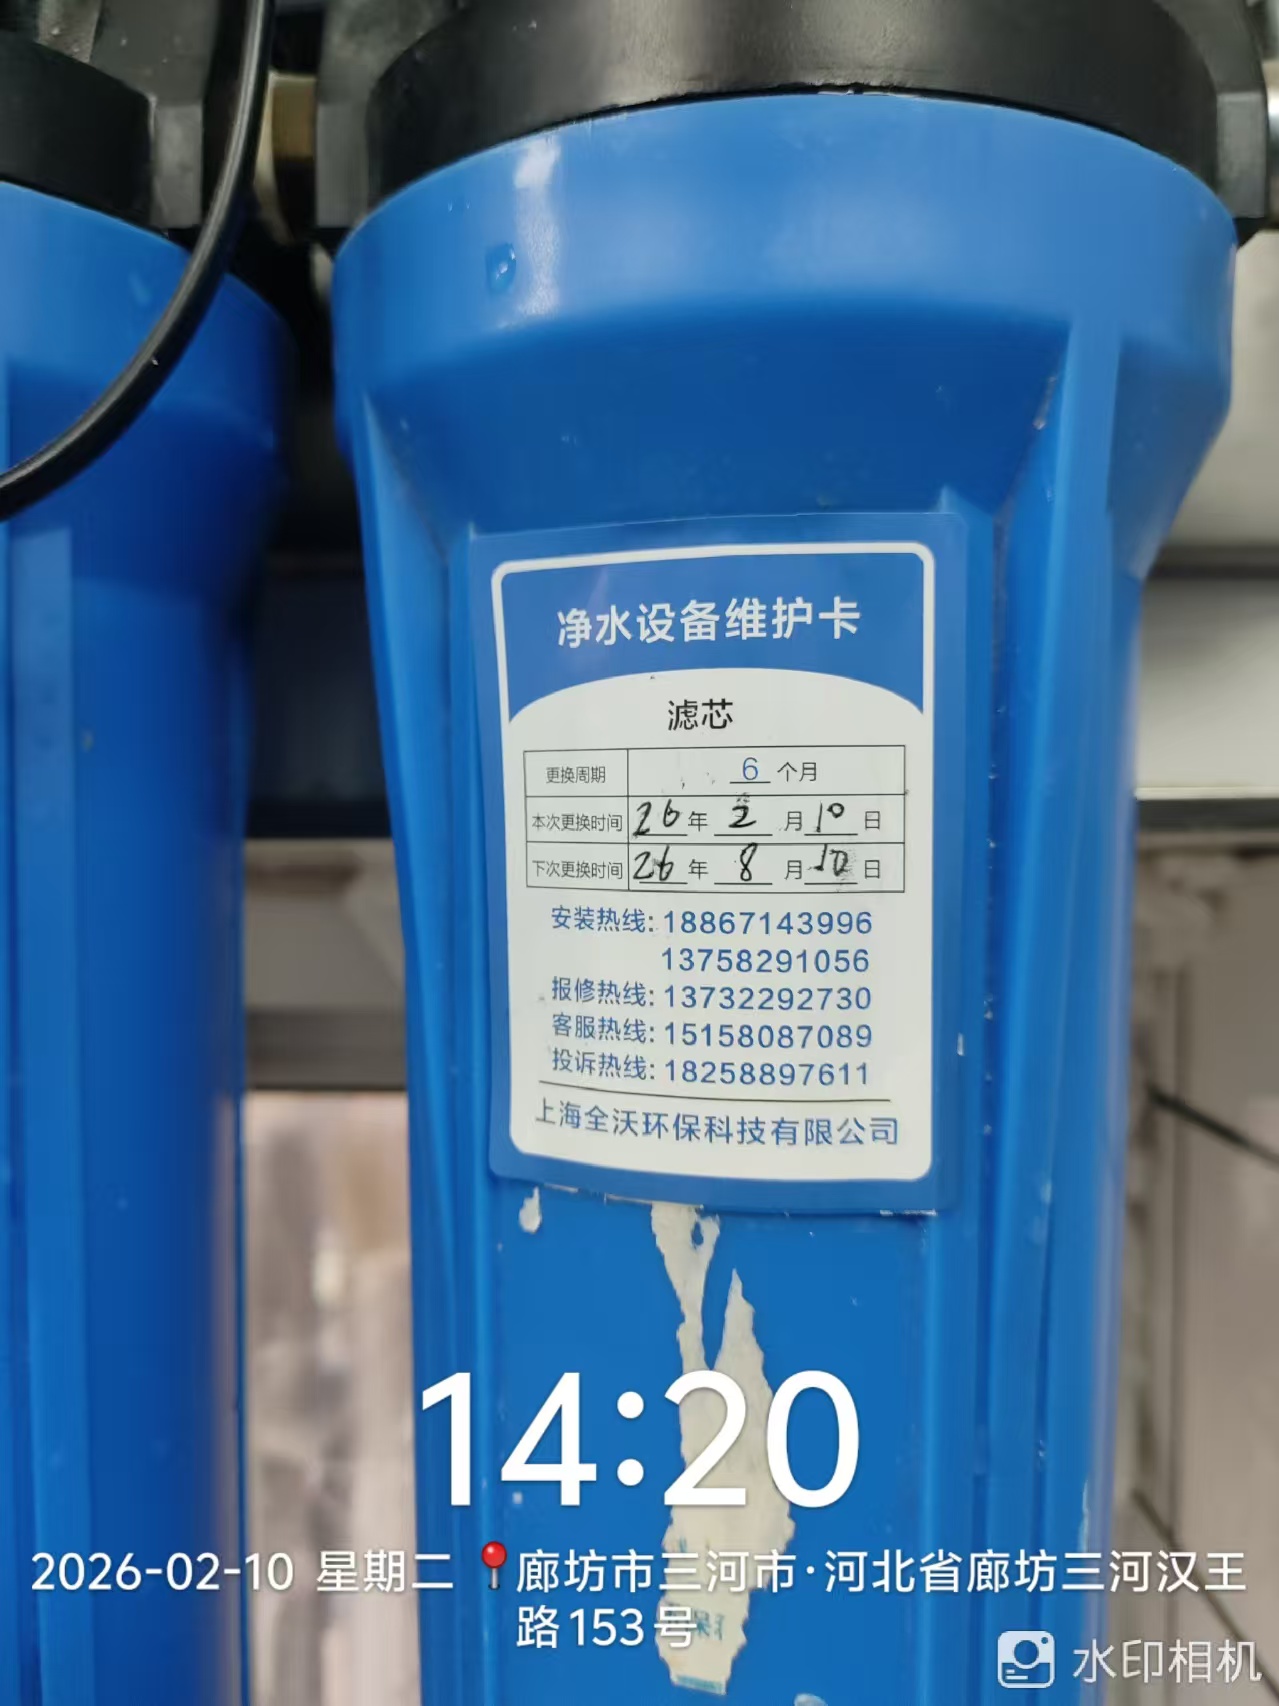 净水设备维护卡
滤芯
更换周期 6 个月
本次更换时间 26 年 2 月 10 日
下次更换时间 26 年 8 月 10 日
安装热线: 18867143996
13758291056
报修热线: 13732292730
客服热线: 15158087089
投诉热线: 18258897611
上海全沃环保科技有限公司
14:20
2026-02-10 星期二 廊坊市三河市·河北省廊坊三河汉王
路153号
水印相机